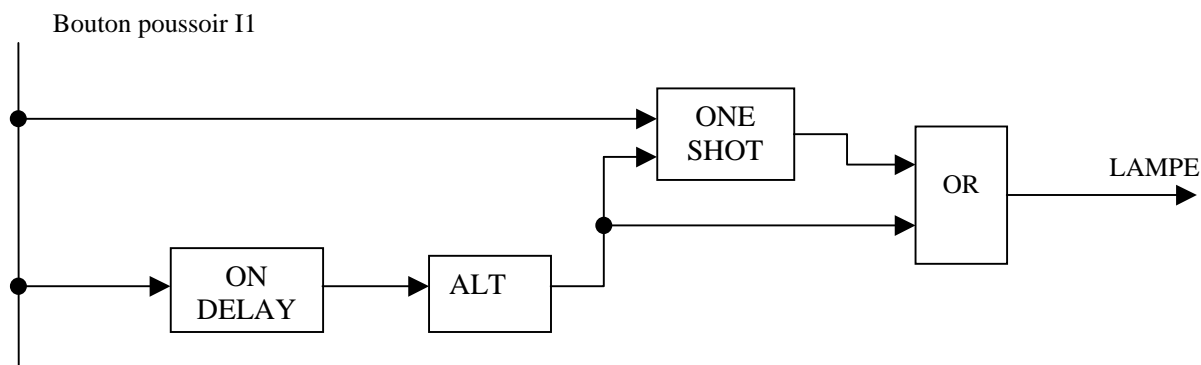 Bouton poussoir I1
ONE
SHOT
OR
LAMPE
ON
DELAY
ALT